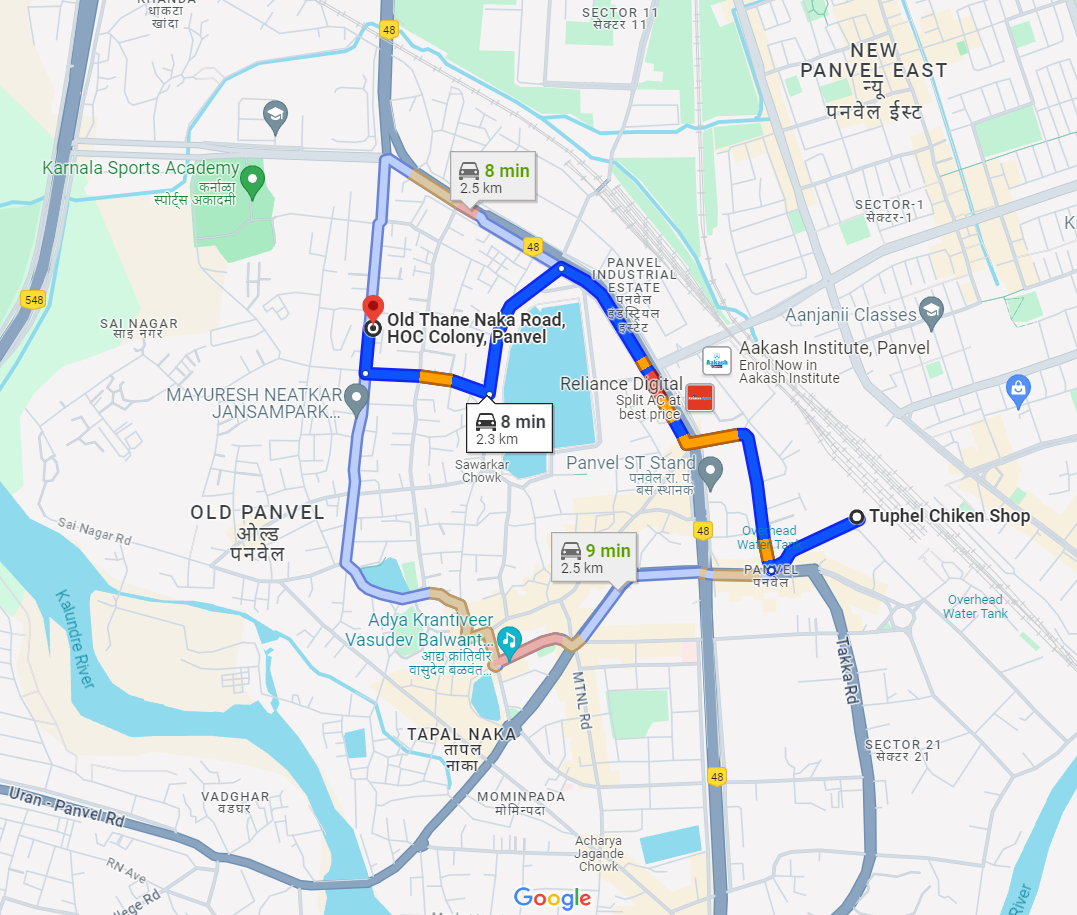 KHANDA
धाकटा
खांदा
48
SECTOR 11
सेक्टर 11
NEW
PANVEL EAST
न्यू
पनवेल ईस्ट
Karnala Sports Academy
कर्नाळा
स्पोर्ट्स अकादमी
8 min
2.5 km
SECTOR-1
सेक्टर-1
48
PANVEL
INDUSTRIAL
ESTATE
पनवेल
इंडस्ट्रियल
इस्टेट
548
SAI NAGAR
साई नगर
Old Thane Naka Road,
HOC Colony, Panvel
Aanjanii Classes
Aakash Institute, Panvel
Enrol Now in
Aakash Institute
Reliance Digital
Split AC at
best price
MAYURESH NEATKAR
JANSAMPARK...
8 min
2.3 km
Sawarkar
Chowk
Panvel ST Stand
पनवेल रा. प.
बस स्थानक
OLD PANVEL
ओल्ड
पनवेल
Sai Nagar Rd
48
Overhead
Water Tank
Tuphel Chiken Shop
9 min
2.5 km
PANVEL
पनवेल
Kalundre River
Adya Krantiveer
Vasudev Balwant...
आद्य क्रांतिवीर
वासुदेव बळवंत...
Overhead
Water Tank
Takka Rd
MTNL Rd
TAPAL NAKA
तापल
नाका
SECTOR 21
सेक्टर 21
48
Uran - Panvel Rd
VADGHAR
वडघर
MOMINPADA
मोमिनपदा
Acharya
Jagande
Chowk
RN Ave
llege Rd
Google
River